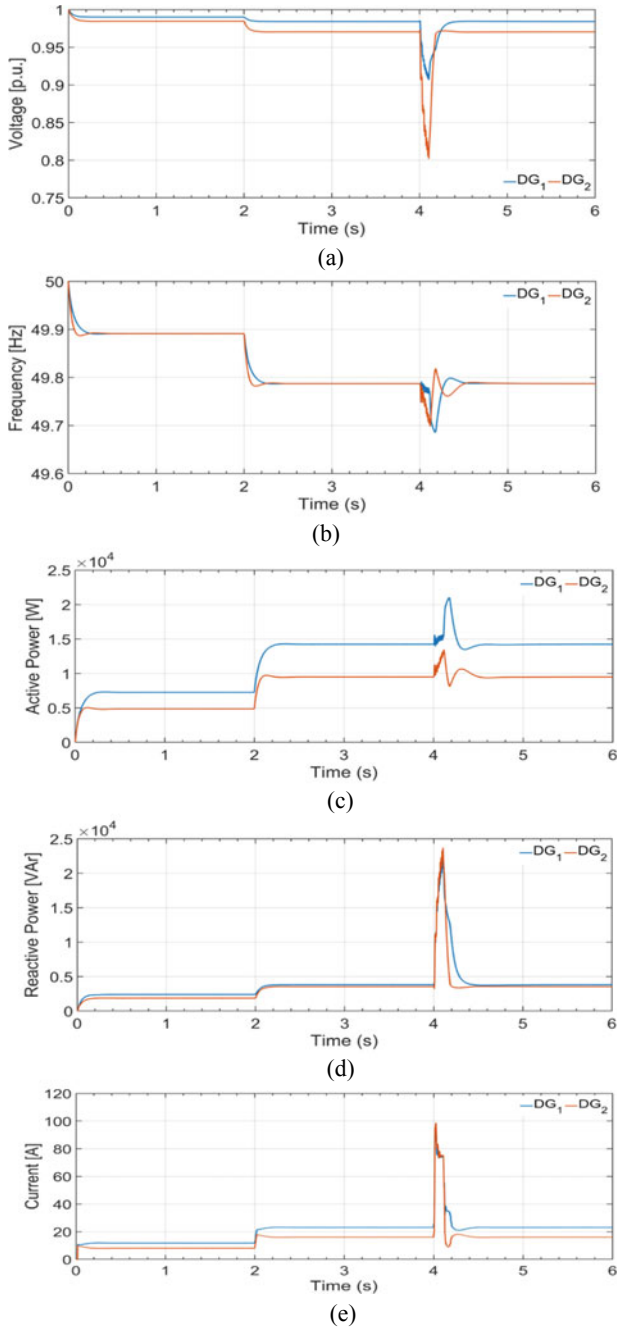 1
0.95
0.9
0.85
0.8
0.75
Voltage [p.u.]
DG1 DG2
0 1 2 3 4 5 6
Time (s)
(a)
50
49.9
49.8
49.7
49.6
Frequency [Hz]
DG1 DG2
0 1 2 3 4 5 6
Time (s)
(b)
×10^4
2.5
2
1.5
1
0.5
0
Active Power [W]
DG1 DG2
0 1 2 3 4 5 6
Time (s)
(c)
×10^4
2.5
2
1.5
1
0.5
0
Reactive Power [VAr]
DG1 DG2
0 1 2 3 4 5 6
Time (s)
(d)
120
100
80
60
40
20
0
Current [A]
DG1 DG2
0 1 2 3 4 5 6
Time (s)
(e)